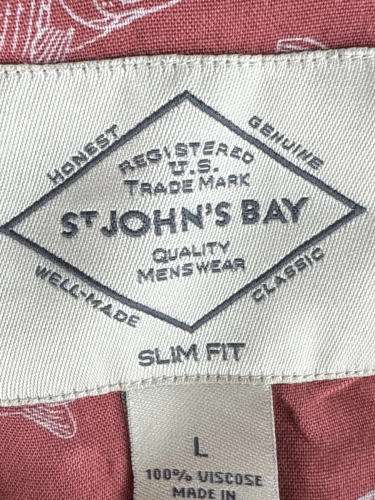 HONEST
GENUINE
REGISTERED
U.S.
TRADE MARK
ST JOHN'S BAY
QUALITY
MENSWEAR
WELL-MADE
CLASSIC
SLIM FIT
L
100% VISCOSE
MADE IN